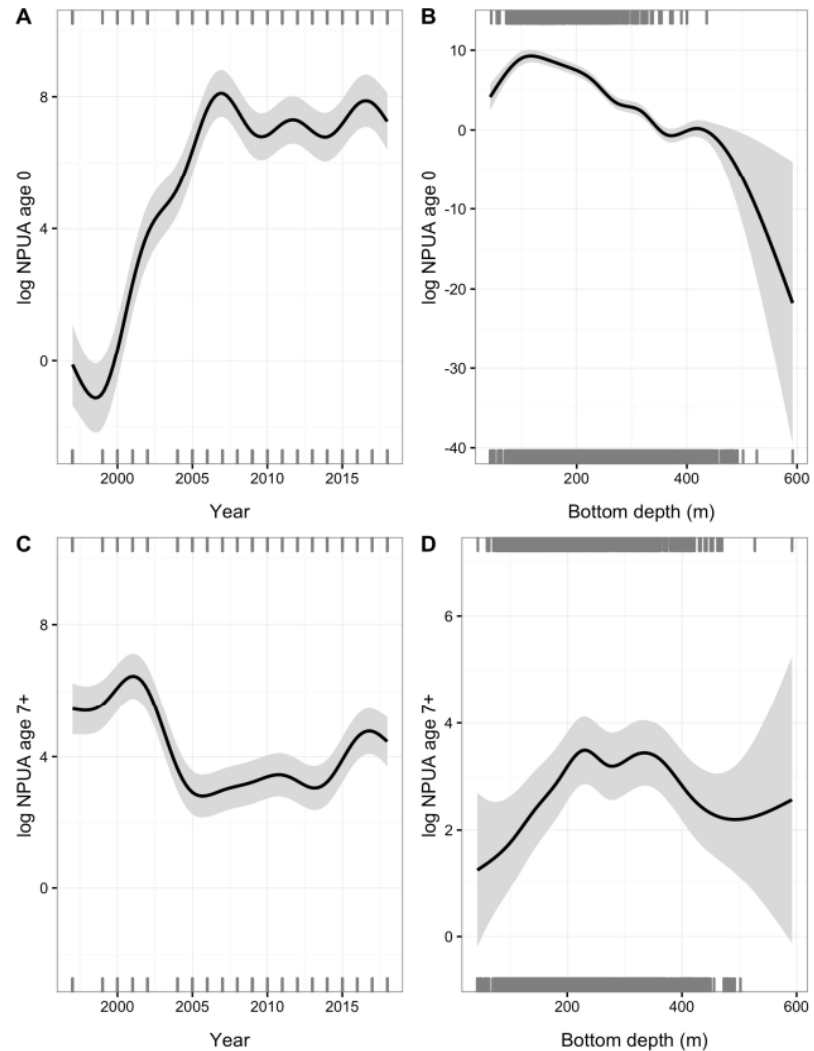 A
log NPUA age 0
8
4
0
2000 2005 2010 2015
Year
B
log NPUA age 0
10
0
-10
-20
-30
-40
200 400 600
Bottom depth (m)
C
log NPUA age 7+
8
4
0
2000 2005 2010 2015
Year
D
log NPUA age 7+
6
4
2
0
200 400 600
Bottom depth (m)